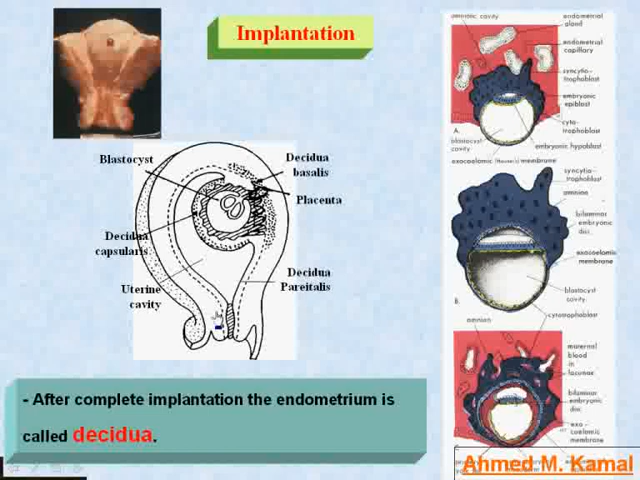 Implantation
Blastocyst
Decidua
basalis
Placenta
Decidua
capsularis
Decidua
Pareitalis
Uterine
cavity
- After complete implantation the endometrium is
called decidua.
amniotic cavity
endometrial
gland
endometrial
capillary
syncytio-
trophoblast
embryonic
epiblast
cyto-
trophoblast
A.
blastocyst
cavity
embryonic hypoblast
exocoelomic (Heuser's) membrane
syncytio-
trophoblast
amnion
bilaminar
embryonic
disc
exocoelomic
membrane
blastocyst
cavity
B.
cytotrophoblast
amnion
maternal
blood
in
lacunae
bilaminar
embryonic
disc
exo-
coelomic
membrane
Ahmed M. Kamal